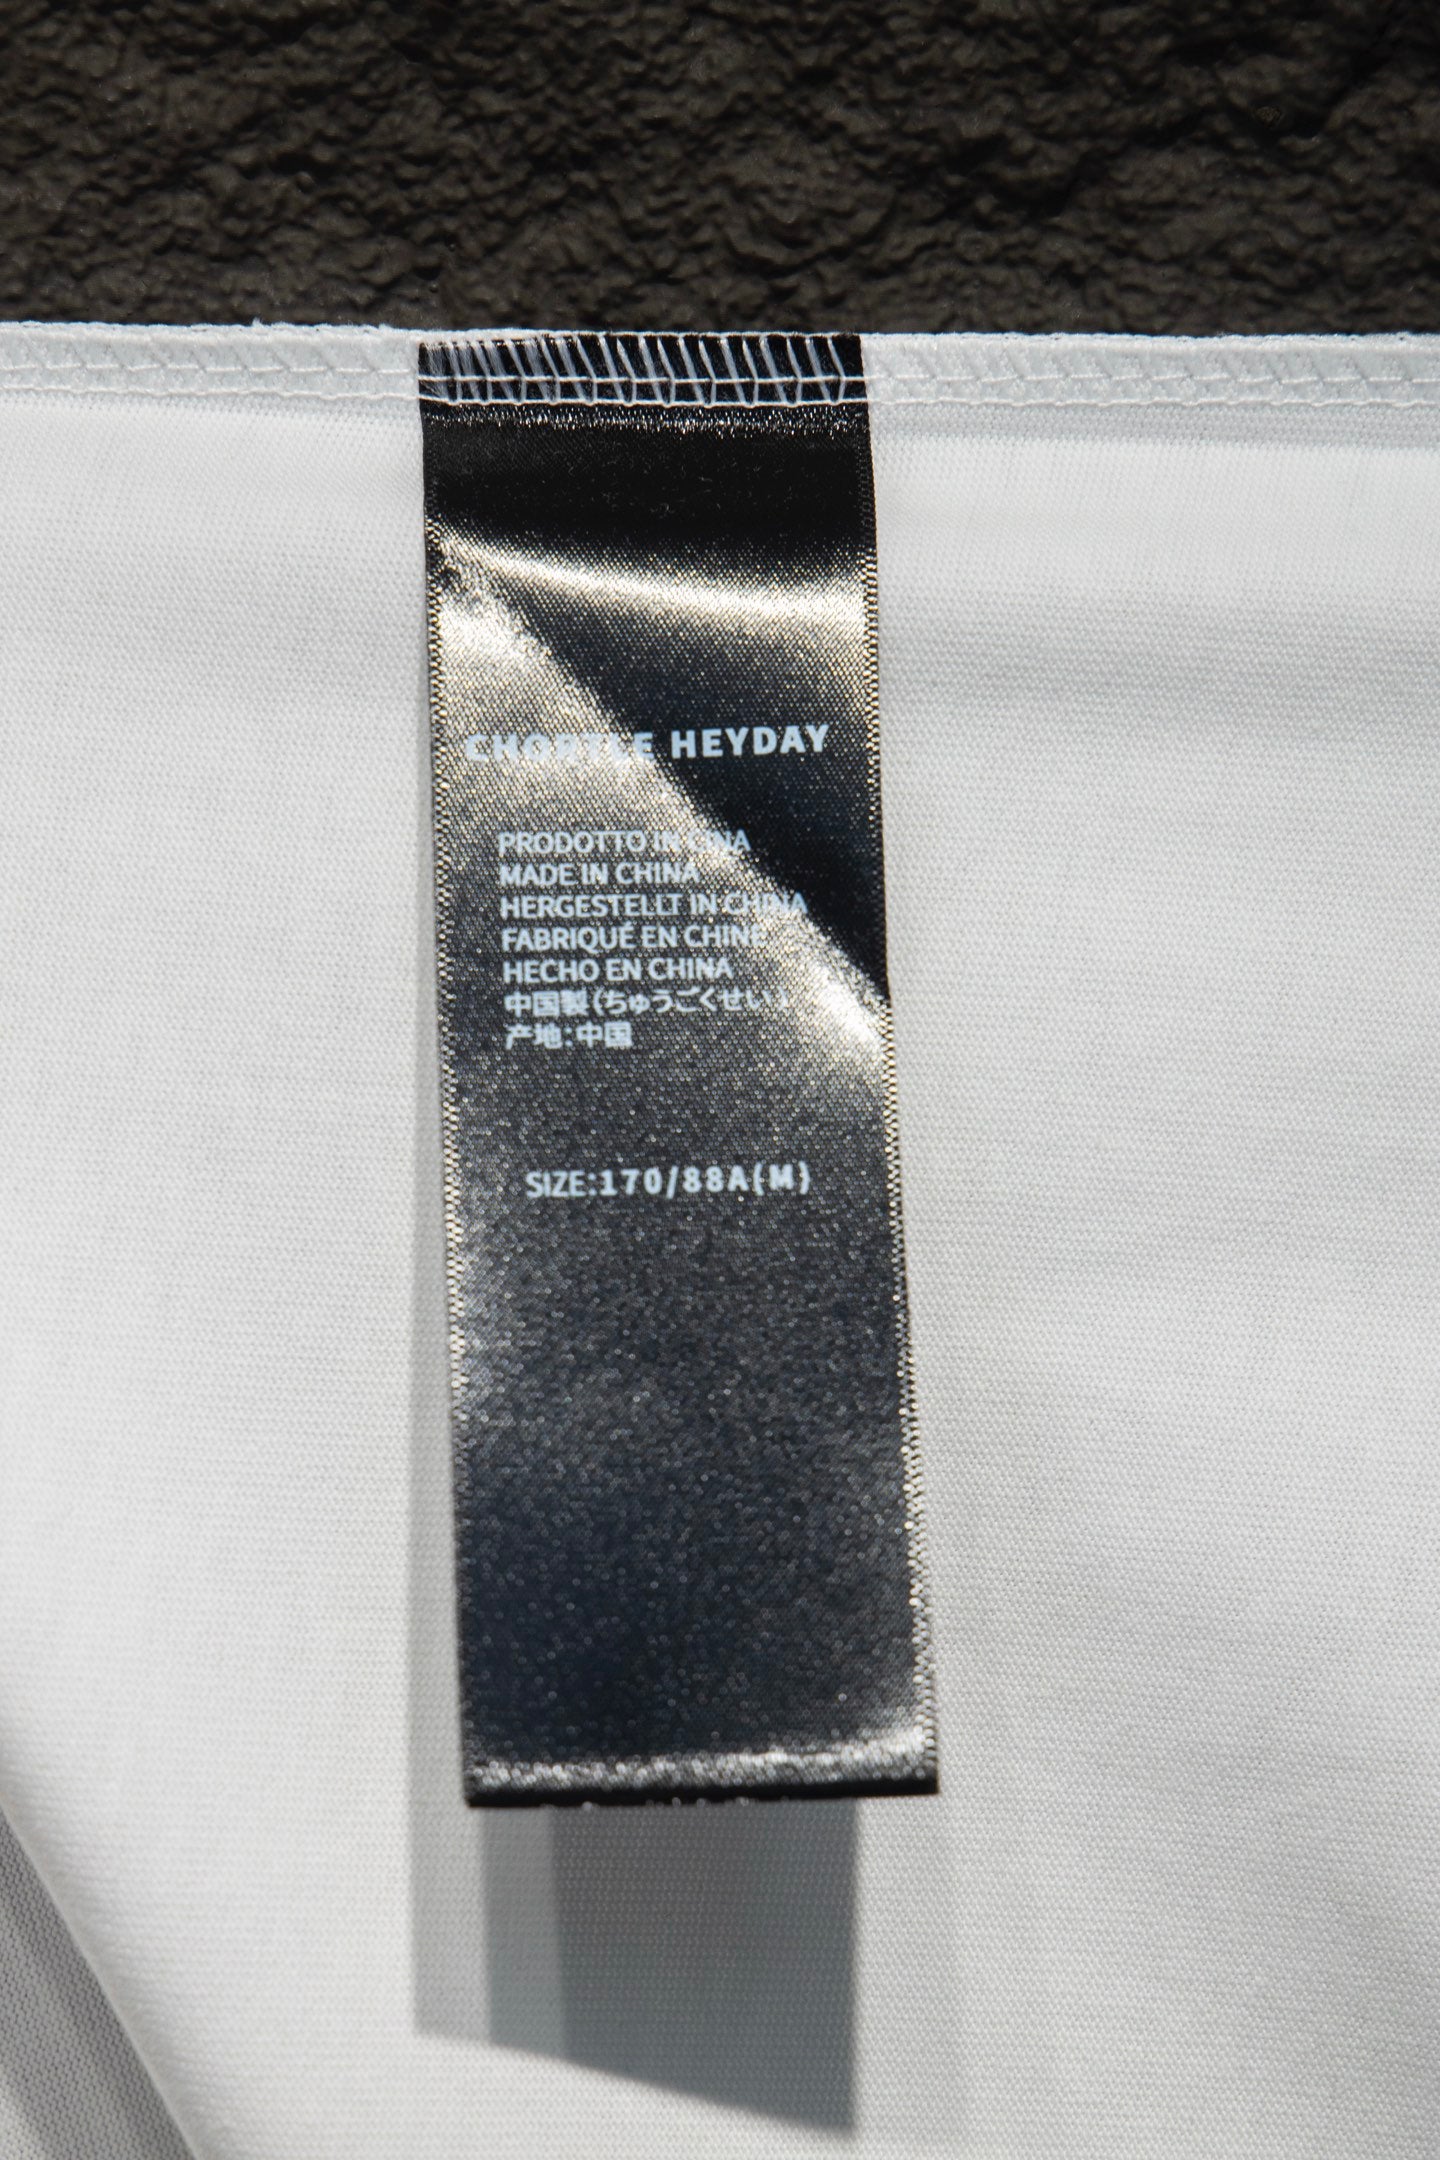 CHORTLE HEYDAY
PRODOTTO IN CINA
MADE IN CHINA
HERGESTELLT IN CHINA
FABRIQUÉ EN CHINE
HECHO EN CHINA
中国製(ちゅうごくせい)
产地:中国
SIZE:170/88A(M)